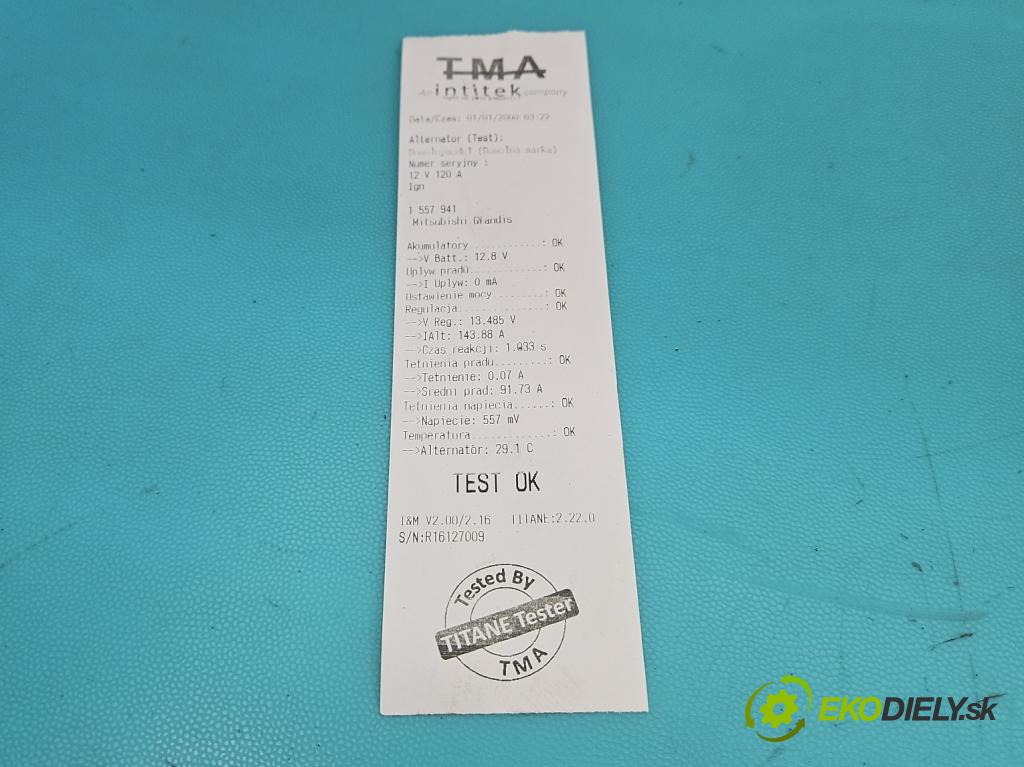 TMA
An intitek company
Data/Czas: 01/01/2000 03:22
Alternator (Test):
(Dowolna marka)
Numer seryjny :
12 V 120 A
Ign
1 557 941
Mitsubishi Grandis
Akumulatory............: OK
-->V Batt.: 12.8 V
Uplyw pradu............: OK
-->I Uplyw: 0 mA
Ustawienie mocy........: OK
Regulacja..............: OK
-->V Reg.: 13.485 V
-->IAlt: 143.88 A
-->Czas reakcji: 1.033 s
Tetnienia pradu.........: OK
-->Tetnienie: 0.07 A
-->Sredni prad: 91.73 A
Tetnienia napiecia......: OK
-->Napiecie: 557 mV
Temperatura.............: OK
-->Alternator: 29.1 C
TEST OK
I&M V2.00/2.16 TITANE:2.22.0
S/N:R16127009
Tested By
TITANE Tester
TMA
EKODIELY.sk